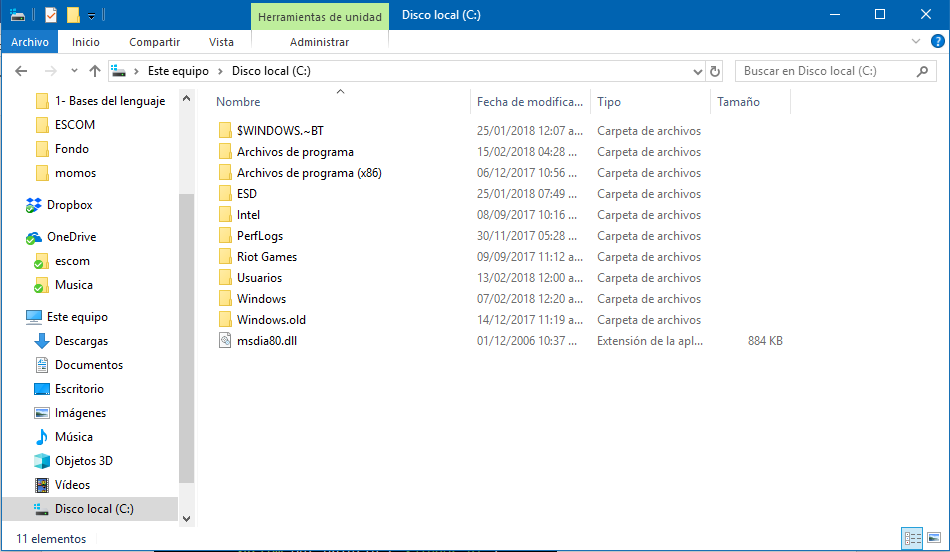 Herramientas de unidad Disco local (C:)
Archivo Inicio Compartir Vista Administrar
Este equipo Disco local (C:) Buscar en Disco local (C:)
1- Bases del lenguaje
ESCOM
Fondo
momos
Dropbox
OneDrive
escom
Musica
Este equipo
Descargas
Documentos
Escritorio
Imágenes
Música
Objetos 3D
Vídeos
Disco local (C:)
Nombre Fecha de modifica... Tipo Tamaño
$WINDOWS.~BT 25/01/2018 12:07 a... Carpeta de archivos
Archivos de programa 15/02/2018 04:28 ... Carpeta de archivos
Archivos de programa (x86) 06/12/2017 10:56 ... Carpeta de archivos
ESD 25/01/2018 07:49 ... Carpeta de archivos
Intel 08/09/2017 10:16 ... Carpeta de archivos
PerfLogs 30/11/2017 05:28 ... Carpeta de archivos
Riot Games 09/09/2017 11:12 a... Carpeta de archivos
Usuarios 13/02/2018 12:00 a... Carpeta de archivos
Windows 07/02/2018 12:20 a... Carpeta de archivos
Windows.old 14/12/2017 11:19 a... Carpeta de archivos
msdia80.dll 01/12/2006 10:37 ... Extensión de la apl... 884 KB
11 elementos